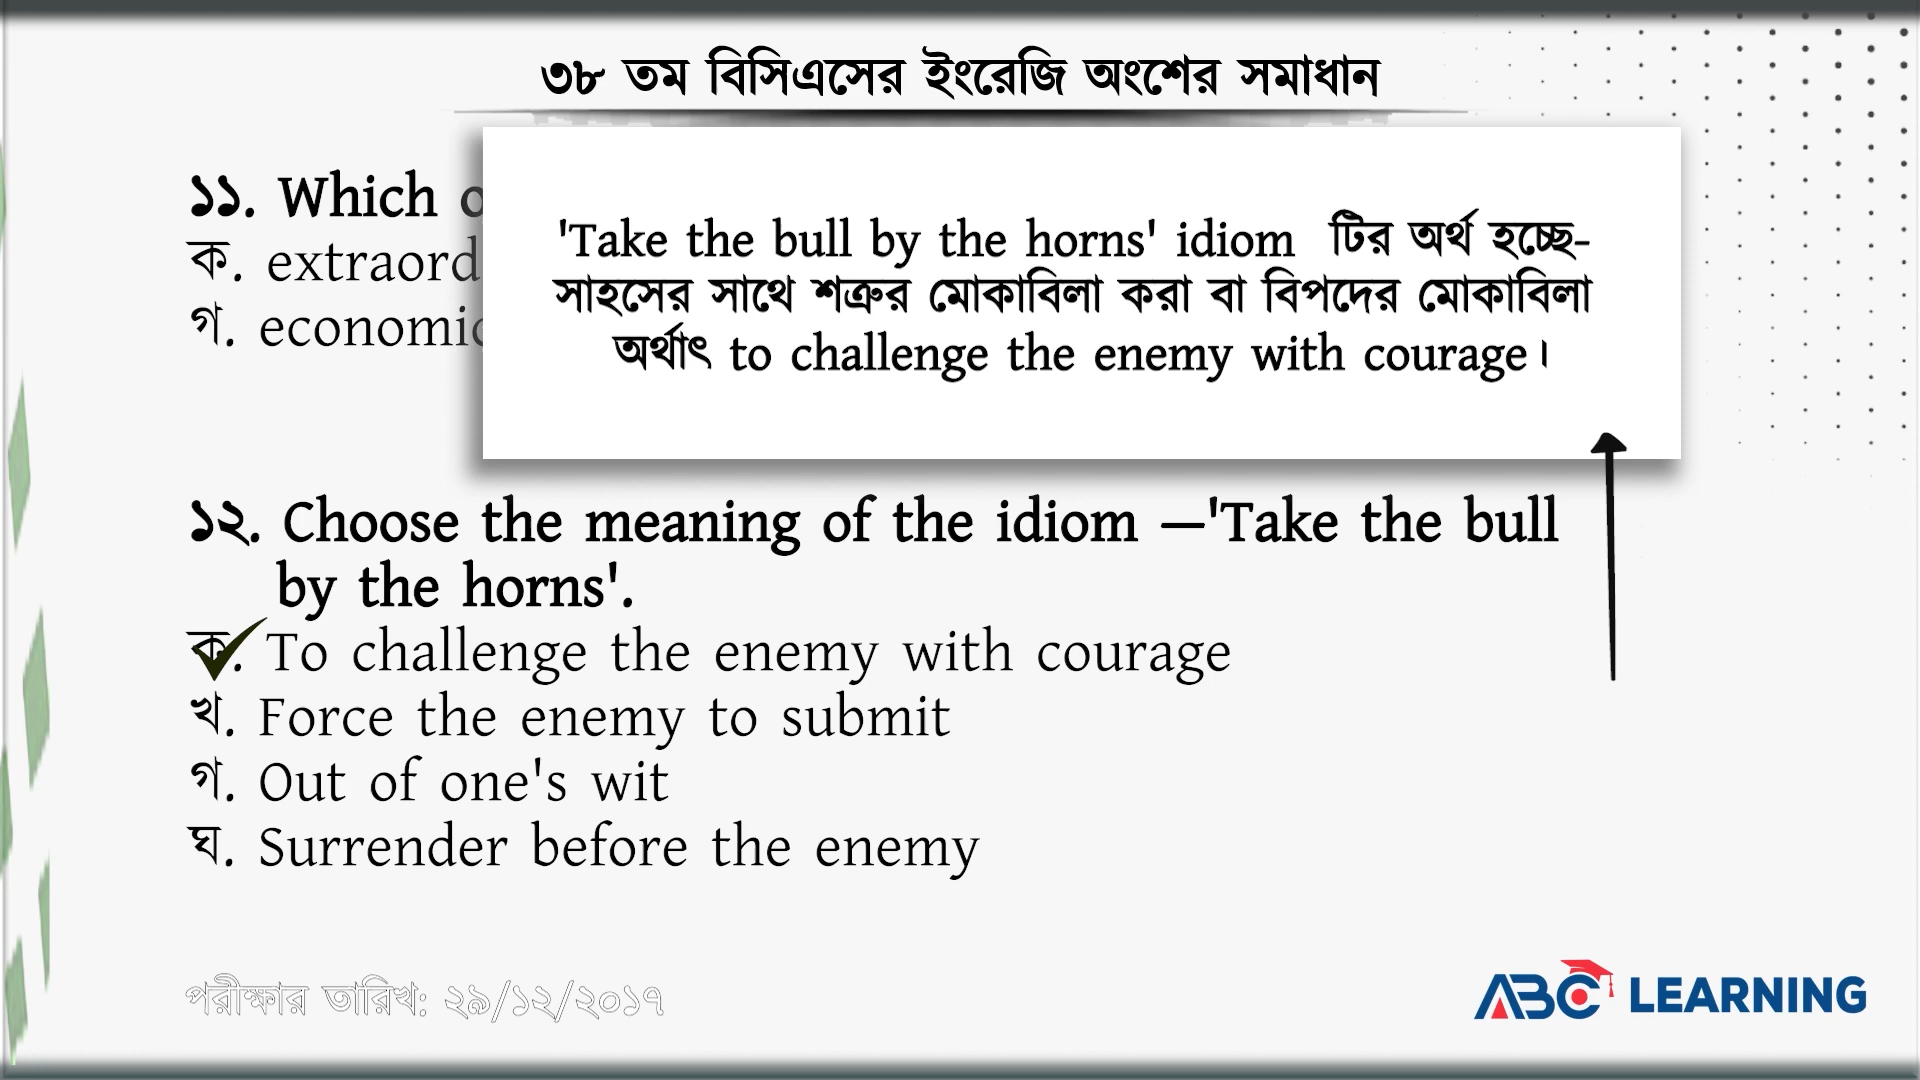 ৩৮ তম বিসিএসের ইংরেজি অংশের সমাধান
১১. Which
ক.
গ.
'Take the bull by the horns' idiom টির অর্থ হচ্ছে-
সাহসের সাথে শত্রুর মোকাবিলা করা বা বিপদের মোকাবিলা
অর্থাৎ to challenge the enemy with courage।
১২. Choose the meaning of the idiom —'Take the bull
by the horns'.
ক. To challenge the enemy with courage
খ. Force the enemy to submit
গ. Out of one's wit
ঘ. Surrender before the enemy
পরীক্ষার তারিখ: ২৯/১২/২০১৭
ABC LEARNING